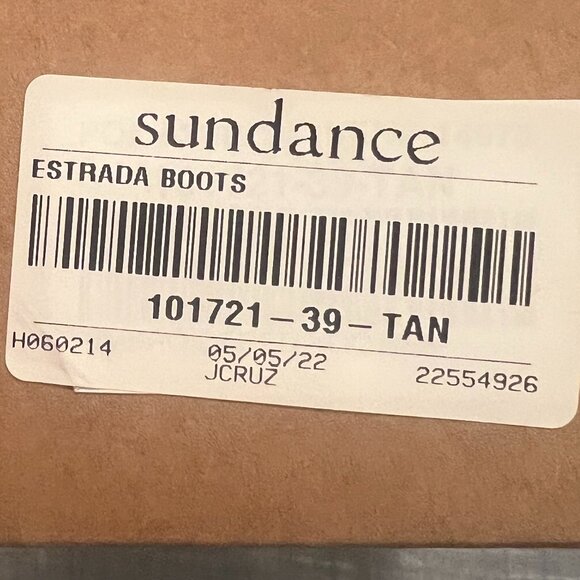 sundance
ESTRADA BOOTS
101721-39-TAN
H060214 05/05/22 22554926
JCRUZ